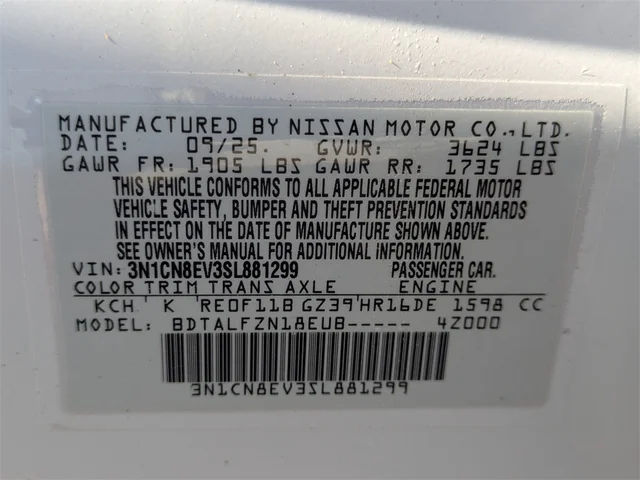 MANUFACTURED BY NISSAN MOTOR CO., LTD.
DATE: 09/25. GVWR: 3624 LBS
GAWR FR: 1905 LBS GAWR RR: 1735 LBS
THIS VEHICLE CONFORMS TO ALL APPLICABLE FEDERAL MOTOR
VEHICLE SAFETY, BUMPER AND THEFT PREVENTION STANDARDS
IN EFFECT ON THE DATE OF MANUFACTURE SHOWN ABOVE.
SEE OWNER'S MANUAL FOR ADDITIONAL INFORMATION.
VIN: 3N1CN8EV3SL881299 PASSENGER CAR.
COLOR TRIM TRANS AXLE ENGINE
KCH K RE0F11B GZ39 HR16DE 1598 CC
MODEL: BDTALFZN18EUB----- 4Z000
3N1CN8EV3SL881299